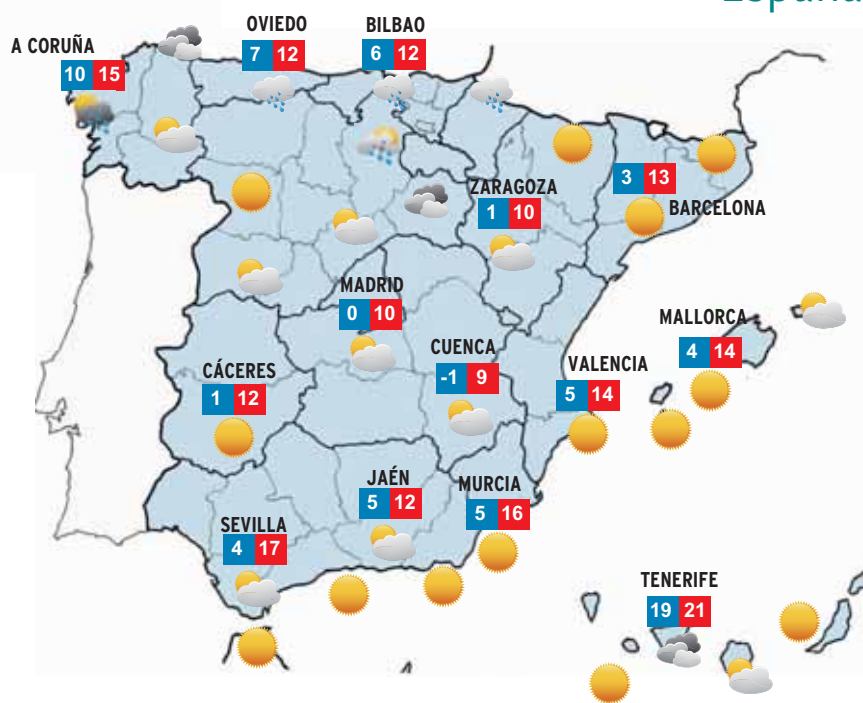 España
OVIEDO
7 12
BILBAO
6 12
A CORUÑA
10 15
ZARAGOZA
1 10
3 13
BARCELONA
MADRID
0 10
MALLORCA
4 14
CUENCA
-1 9
VALENCIA
5 14
CÁCERES
1 12
JAÉN
5 12
MURCIA
5 16
SEVILLA
4 17
TENERIFE
19 21